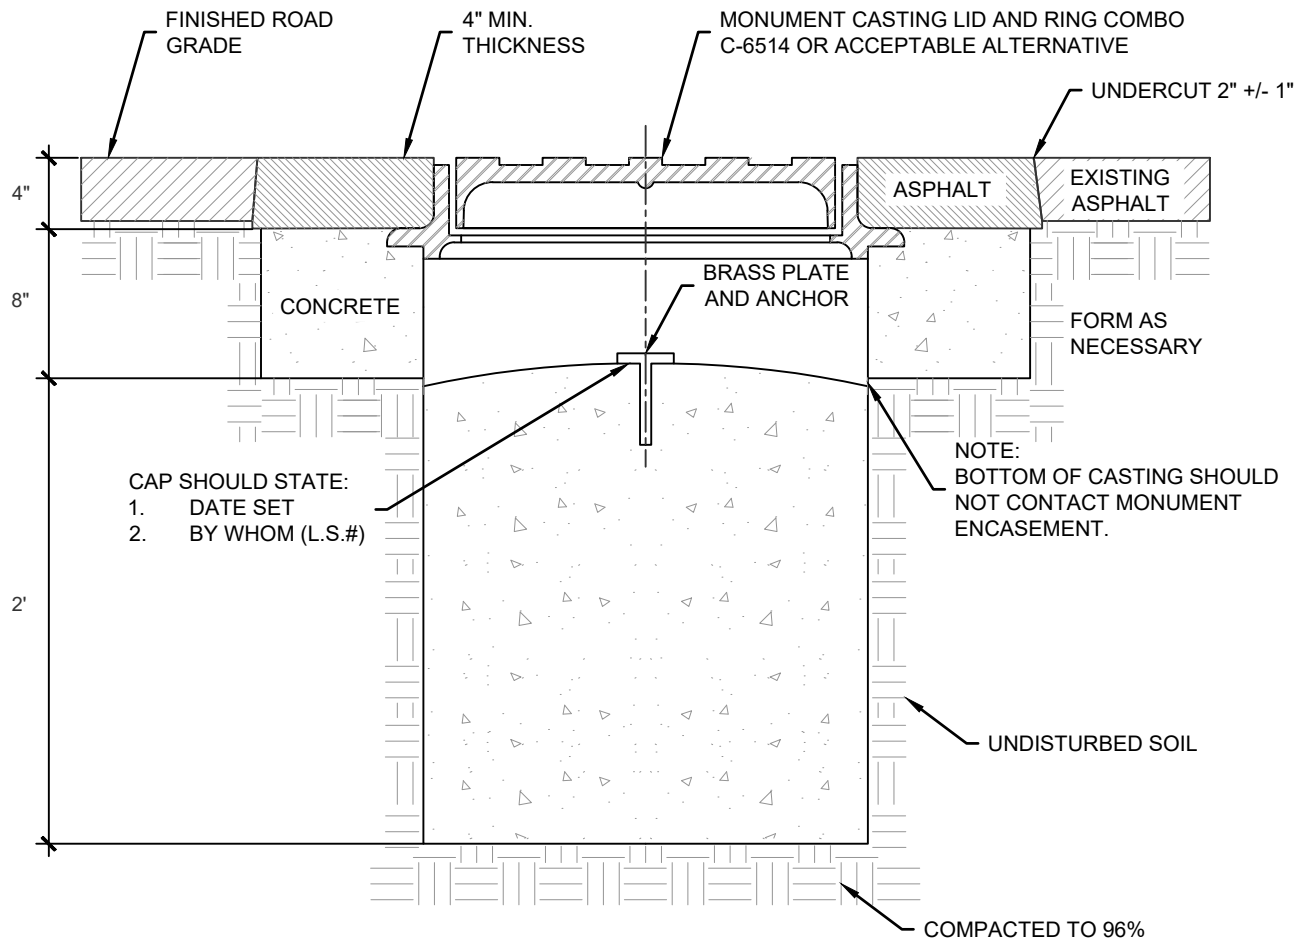 FINISHED ROAD
GRADE
4" MIN.
THICKNESS
MONUMENT CASTING LID AND RING COMBO
C-6514 OR ACCEPTABLE ALTERNATIVE
UNDERCUT 2" +/- 1"
4"
ASPHALT
EXISTING
ASPHALT
8"
CONCRETE
BRASS PLATE
AND ANCHOR
FORM AS
NECESSARY
CAP SHOULD STATE:
1. DATE SET
2. BY WHOM (L.S.#)
NOTE:
BOTTOM OF CASTING SHOULD
NOT CONTACT MONUMENT
ENCASEMENT.
2'
UNDISTURBED SOIL
COMPACTED TO 96%